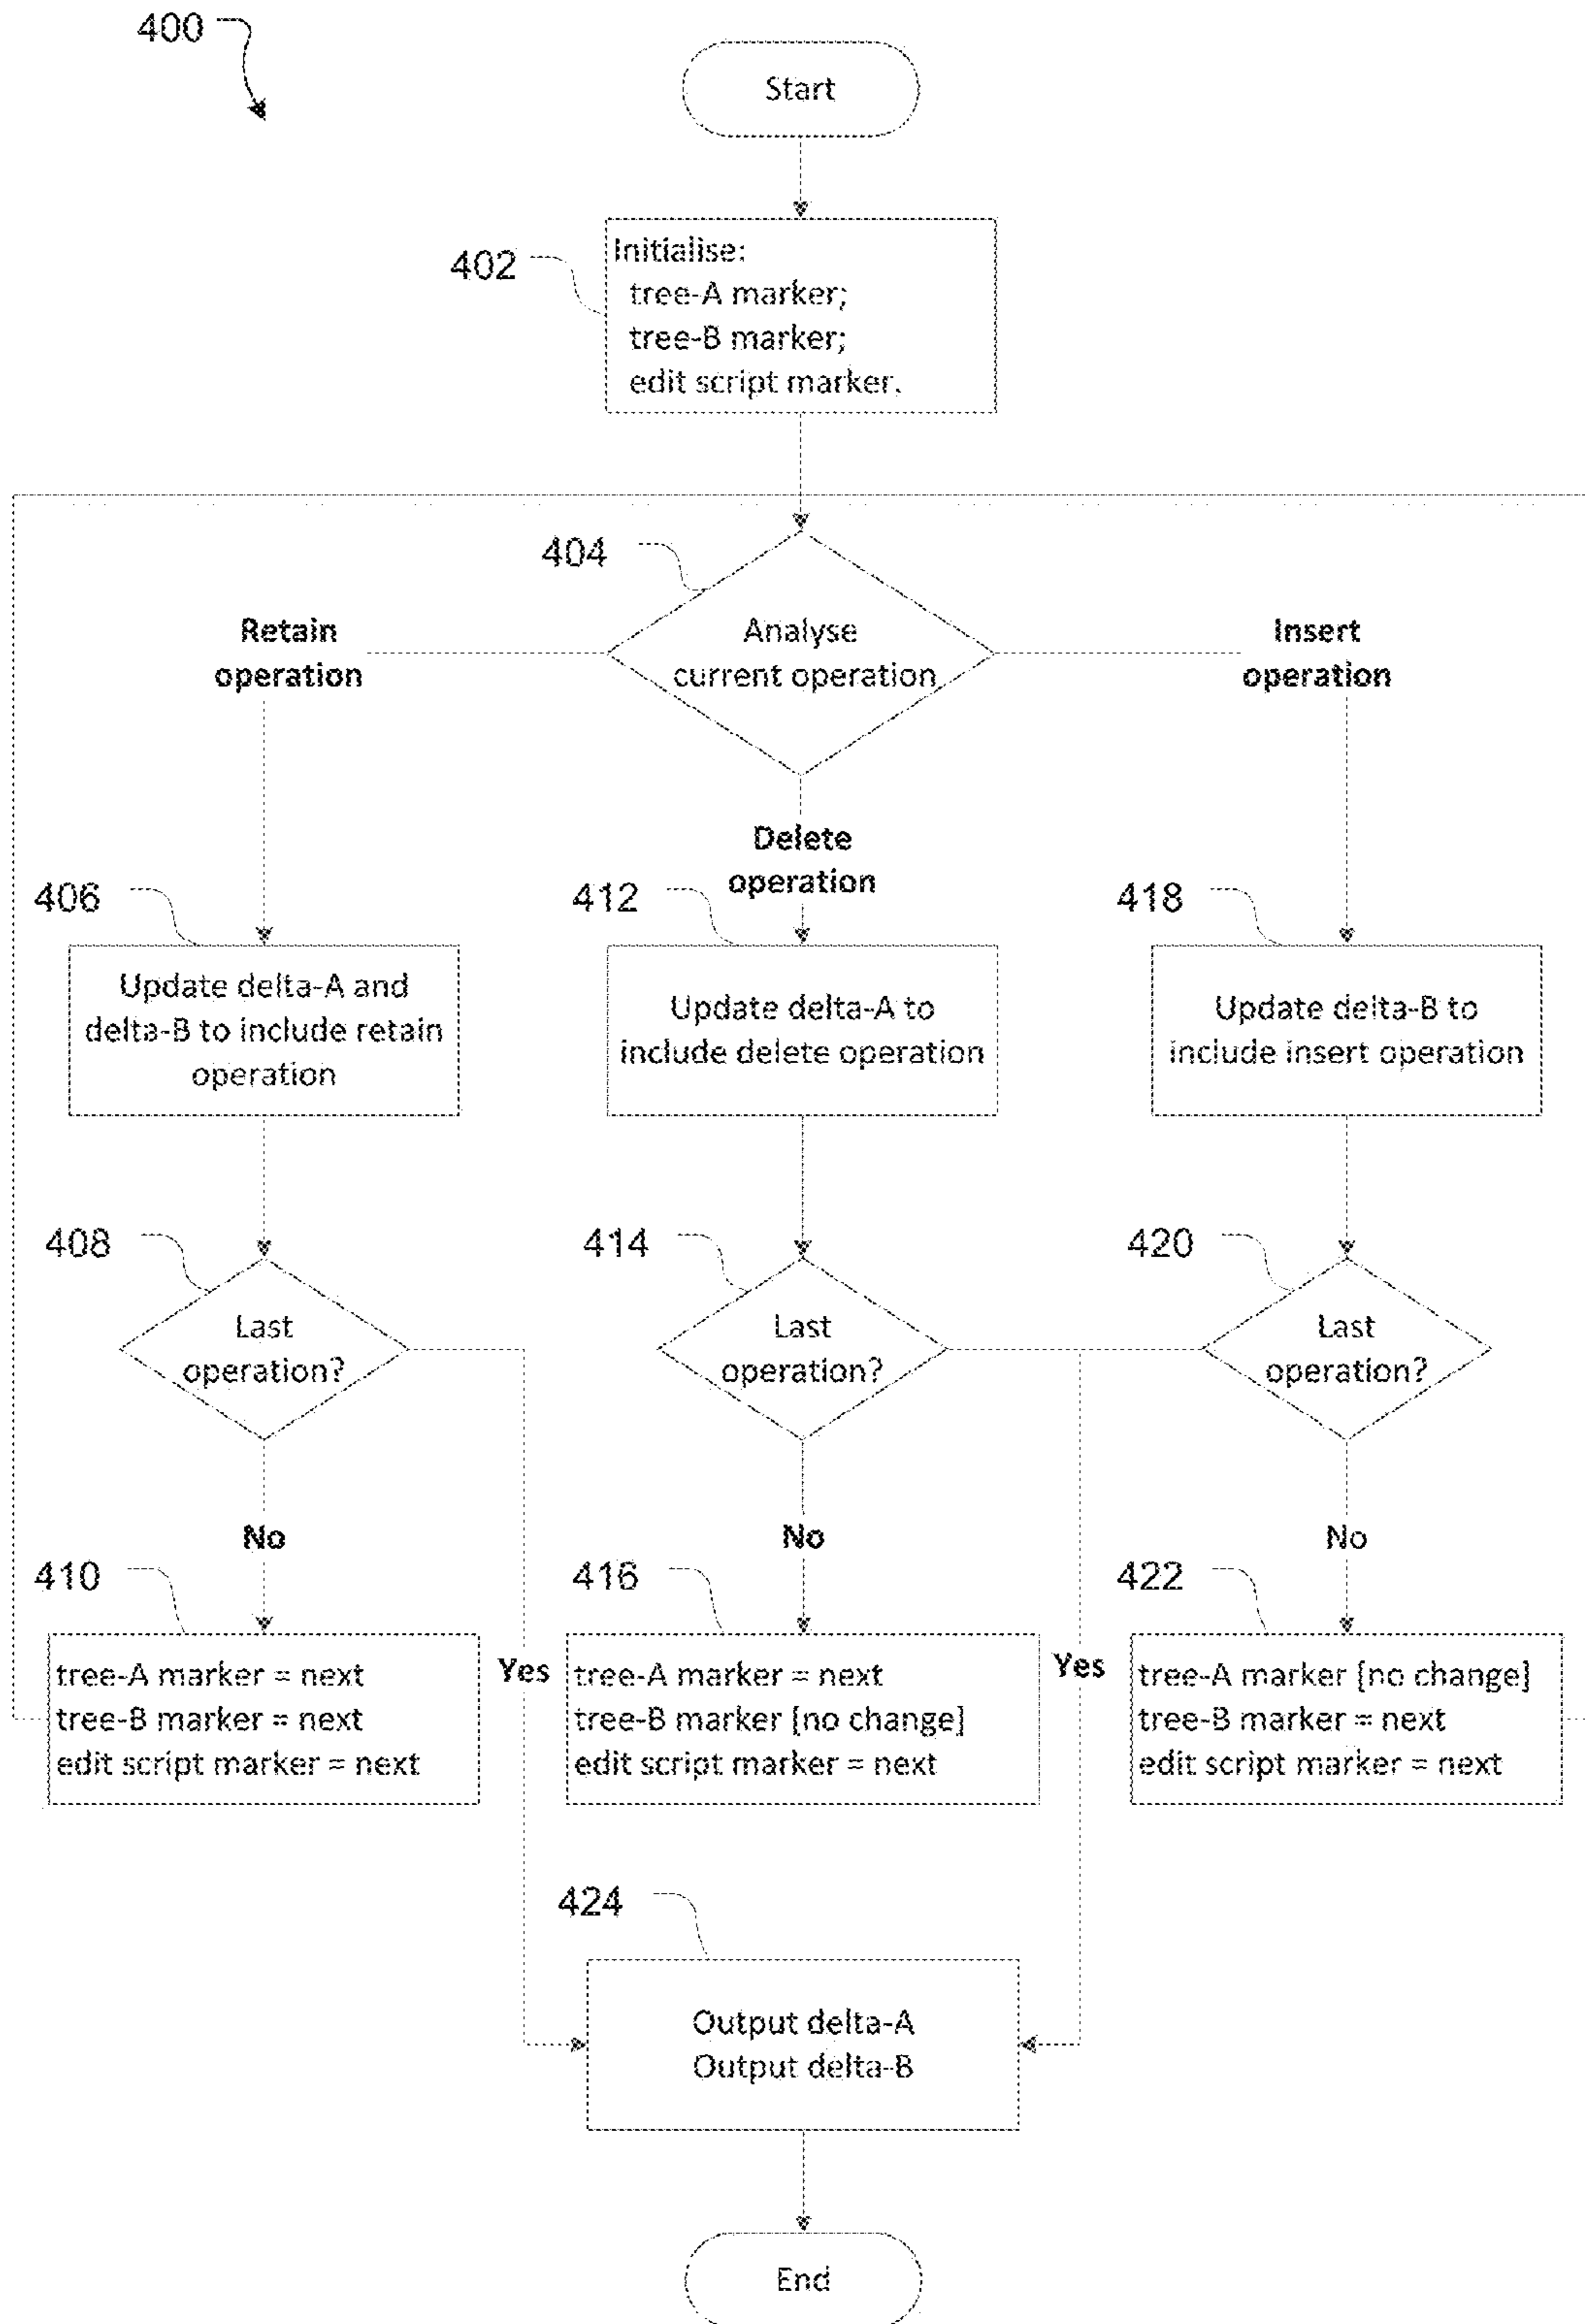 400
Start
402
Initialise:
tree-A marker;
tree-B marker;
edit script marker.
404
Analyse
current operation
Retain
operation
Insert
operation
Delete
operation
406
Update delta-A and
delta-B to include retain
operation
412
Update delta-A to
include delete operation
418
Update delta-B to
include insert operation
408
Last
operation?
414
Last
operation?
420
Last
operation?
No
No
No
410
tree-A marker = next
tree-B marker = next
edit script marker = next
Yes
416
tree-A marker = next
tree-B marker [no change]
edit script marker = next
Yes
422
tree-A marker [no change]
tree-B marker = next
edit script marker = next
424
Output delta-A
Output delta-B
End